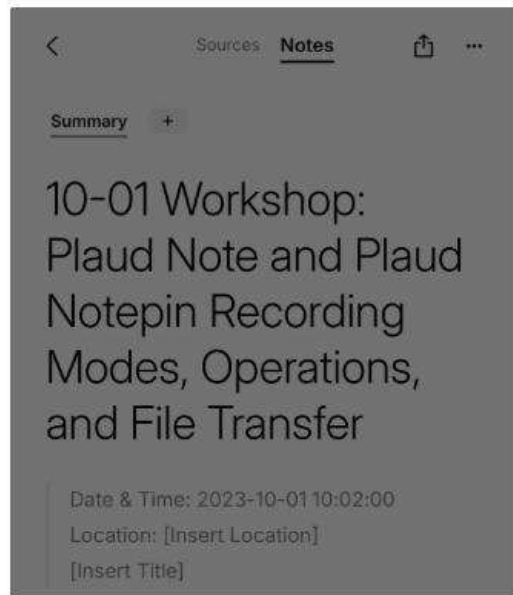 Sources Notes
Summary +
10-01 Workshop:
Plaud Note and Plaud
Notepin Recording
Modes, Operations,
and File Transfer
Date & Time: 2023-10-01 10:02:00
Location: [Insert Location]
[Insert Title]